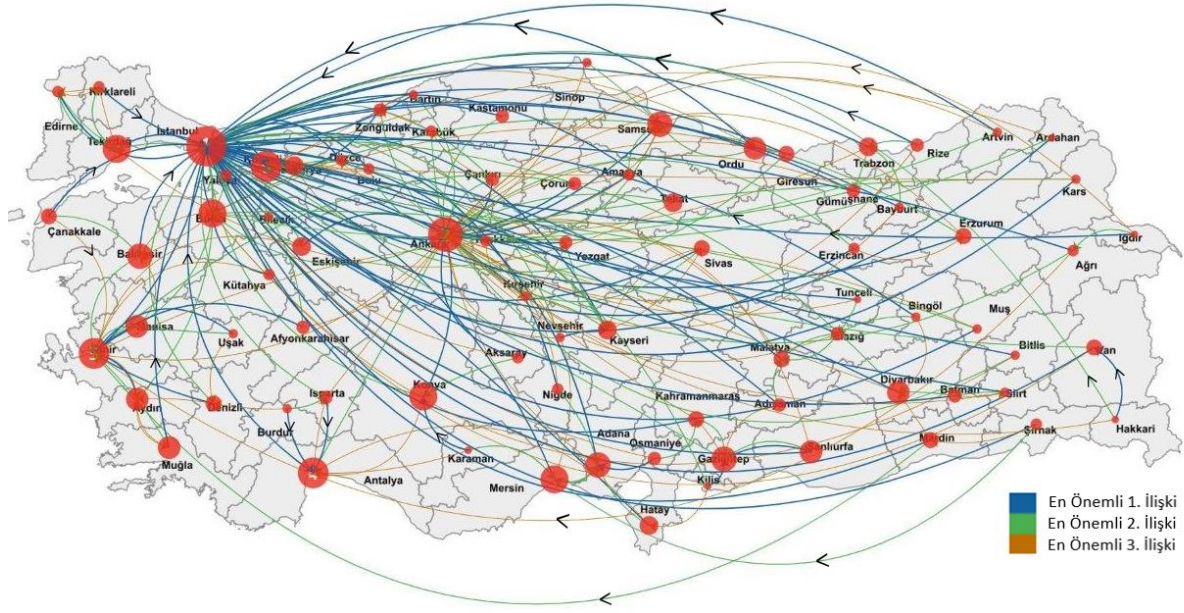 Kırklareli
Edirne
İstanbul
Bartın
Kastamonu
Sinop
Zonguldak
Karabük
Samsun
Ordu
Giresun
Trabzon
Rize
Artvin
Ardahan
Kars
Iğdır
Çanakkale
Düzce
Bolu
Çankırı
Çorum
Amasya
Tokat
Gümüşhane
Bayburt
Erzurum
Balıkesir
Bilecik
Eskişehir
Ankara
Yozgat
Sivas
Erzincan
Ağrı
Kütahya
Manisa
Uşak
Afyonkarahisar
Kırşehir
Nevşehir
Kayseri
Tunceli
Bingöl
Muş
Elazığ
Bitlis
Van
Aydın
Denizli
Isparta
Burdur
Aksaray
Konya
Niğde
Malatya
Kahramanmaraş
Adıyaman
Diyarbakır
Batman
Siirt
Hakkari
Muğla
Antalya
Karaman
Mersin
Adana
Osmaniye
Gaziantep
Kilis
Şanlıurfa
Mardin
Şırnak
Hatay
En Önemli 1. İlişki
En Önemli 2. İlişki
En Önemli 3. İlişki